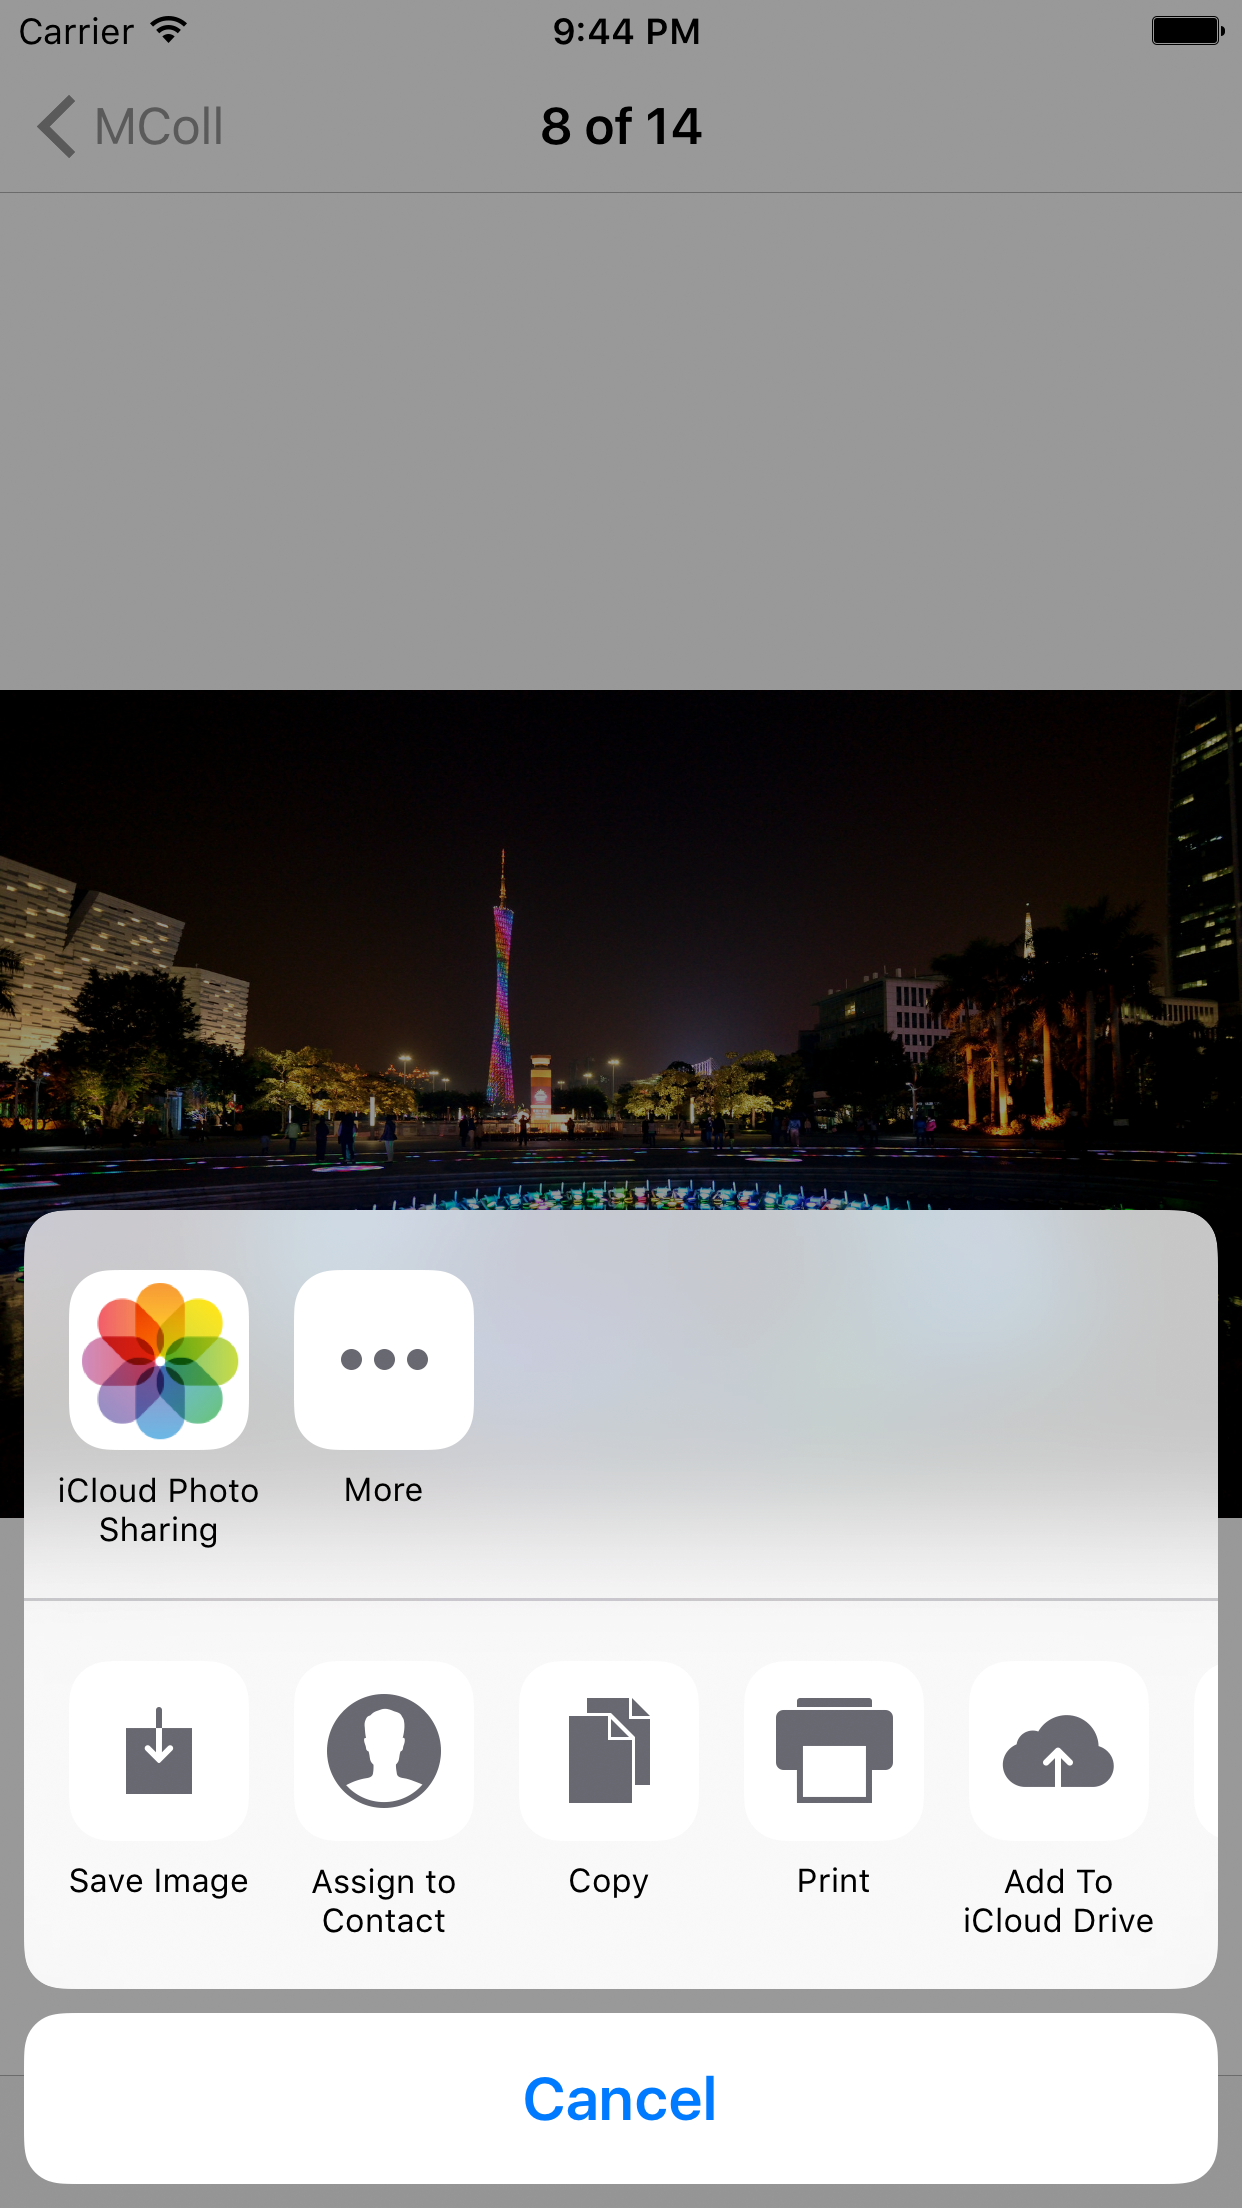 Carrier 9:44 PM
MColl 8 of 14
iCloud Photo
Sharing
More
Save Image
Assign to
Contact
Copy
Print
Add To
iCloud Drive
Cancel